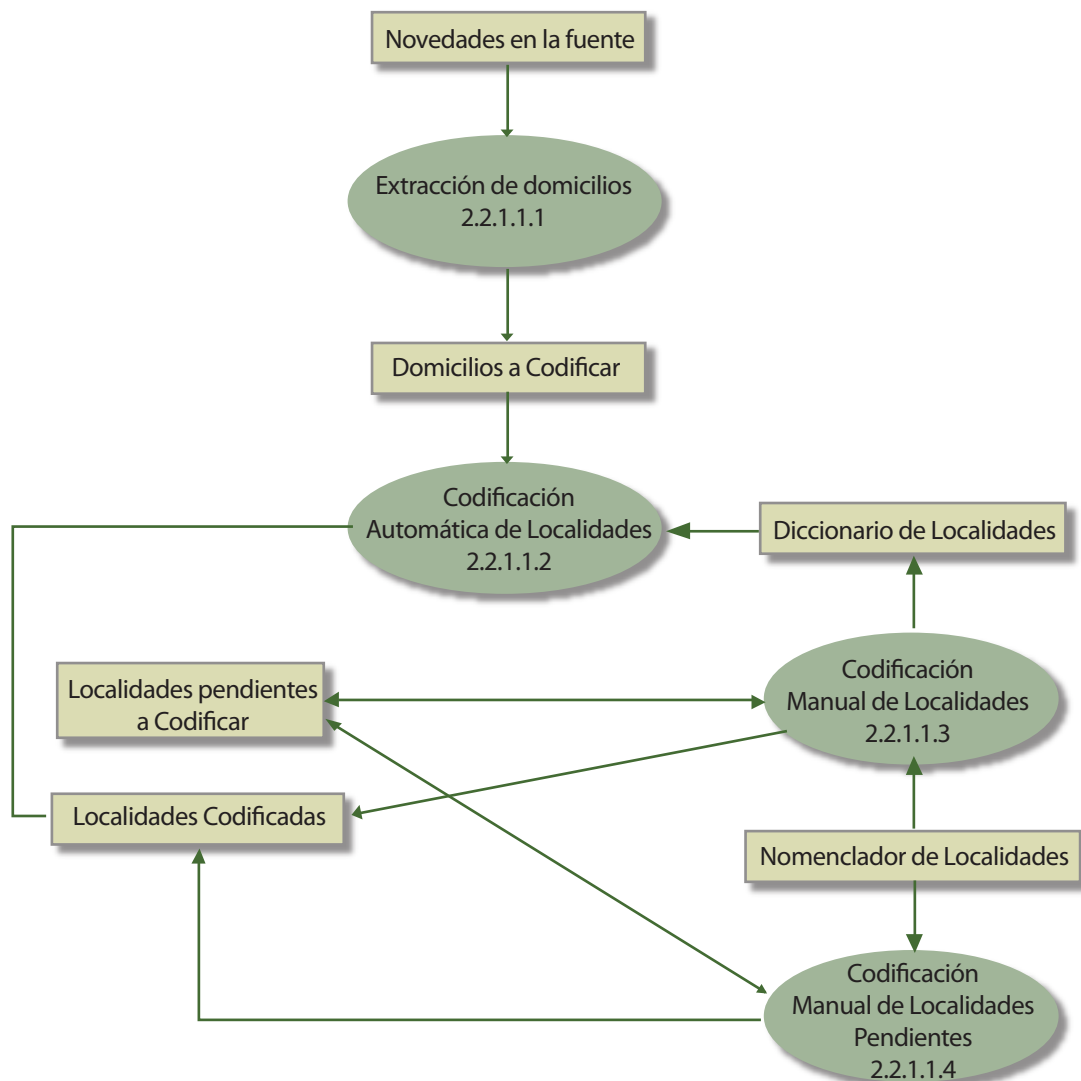 Novedades en la fuente
Extracción de domicilios
2.2.1.1.1
Domicilios a Codificar
Codificación
Automática de Localidades
2.2.1.1.2
Diccionario de Localidades
Localidades pendientes
a Codificar
Codificación
Manual de Localidades
2.2.1.1.3
Localidades Codificadas
Nomenclador de Localidades
Codificación
Manual de Localidades
Pendientes
2.2.1.1.4